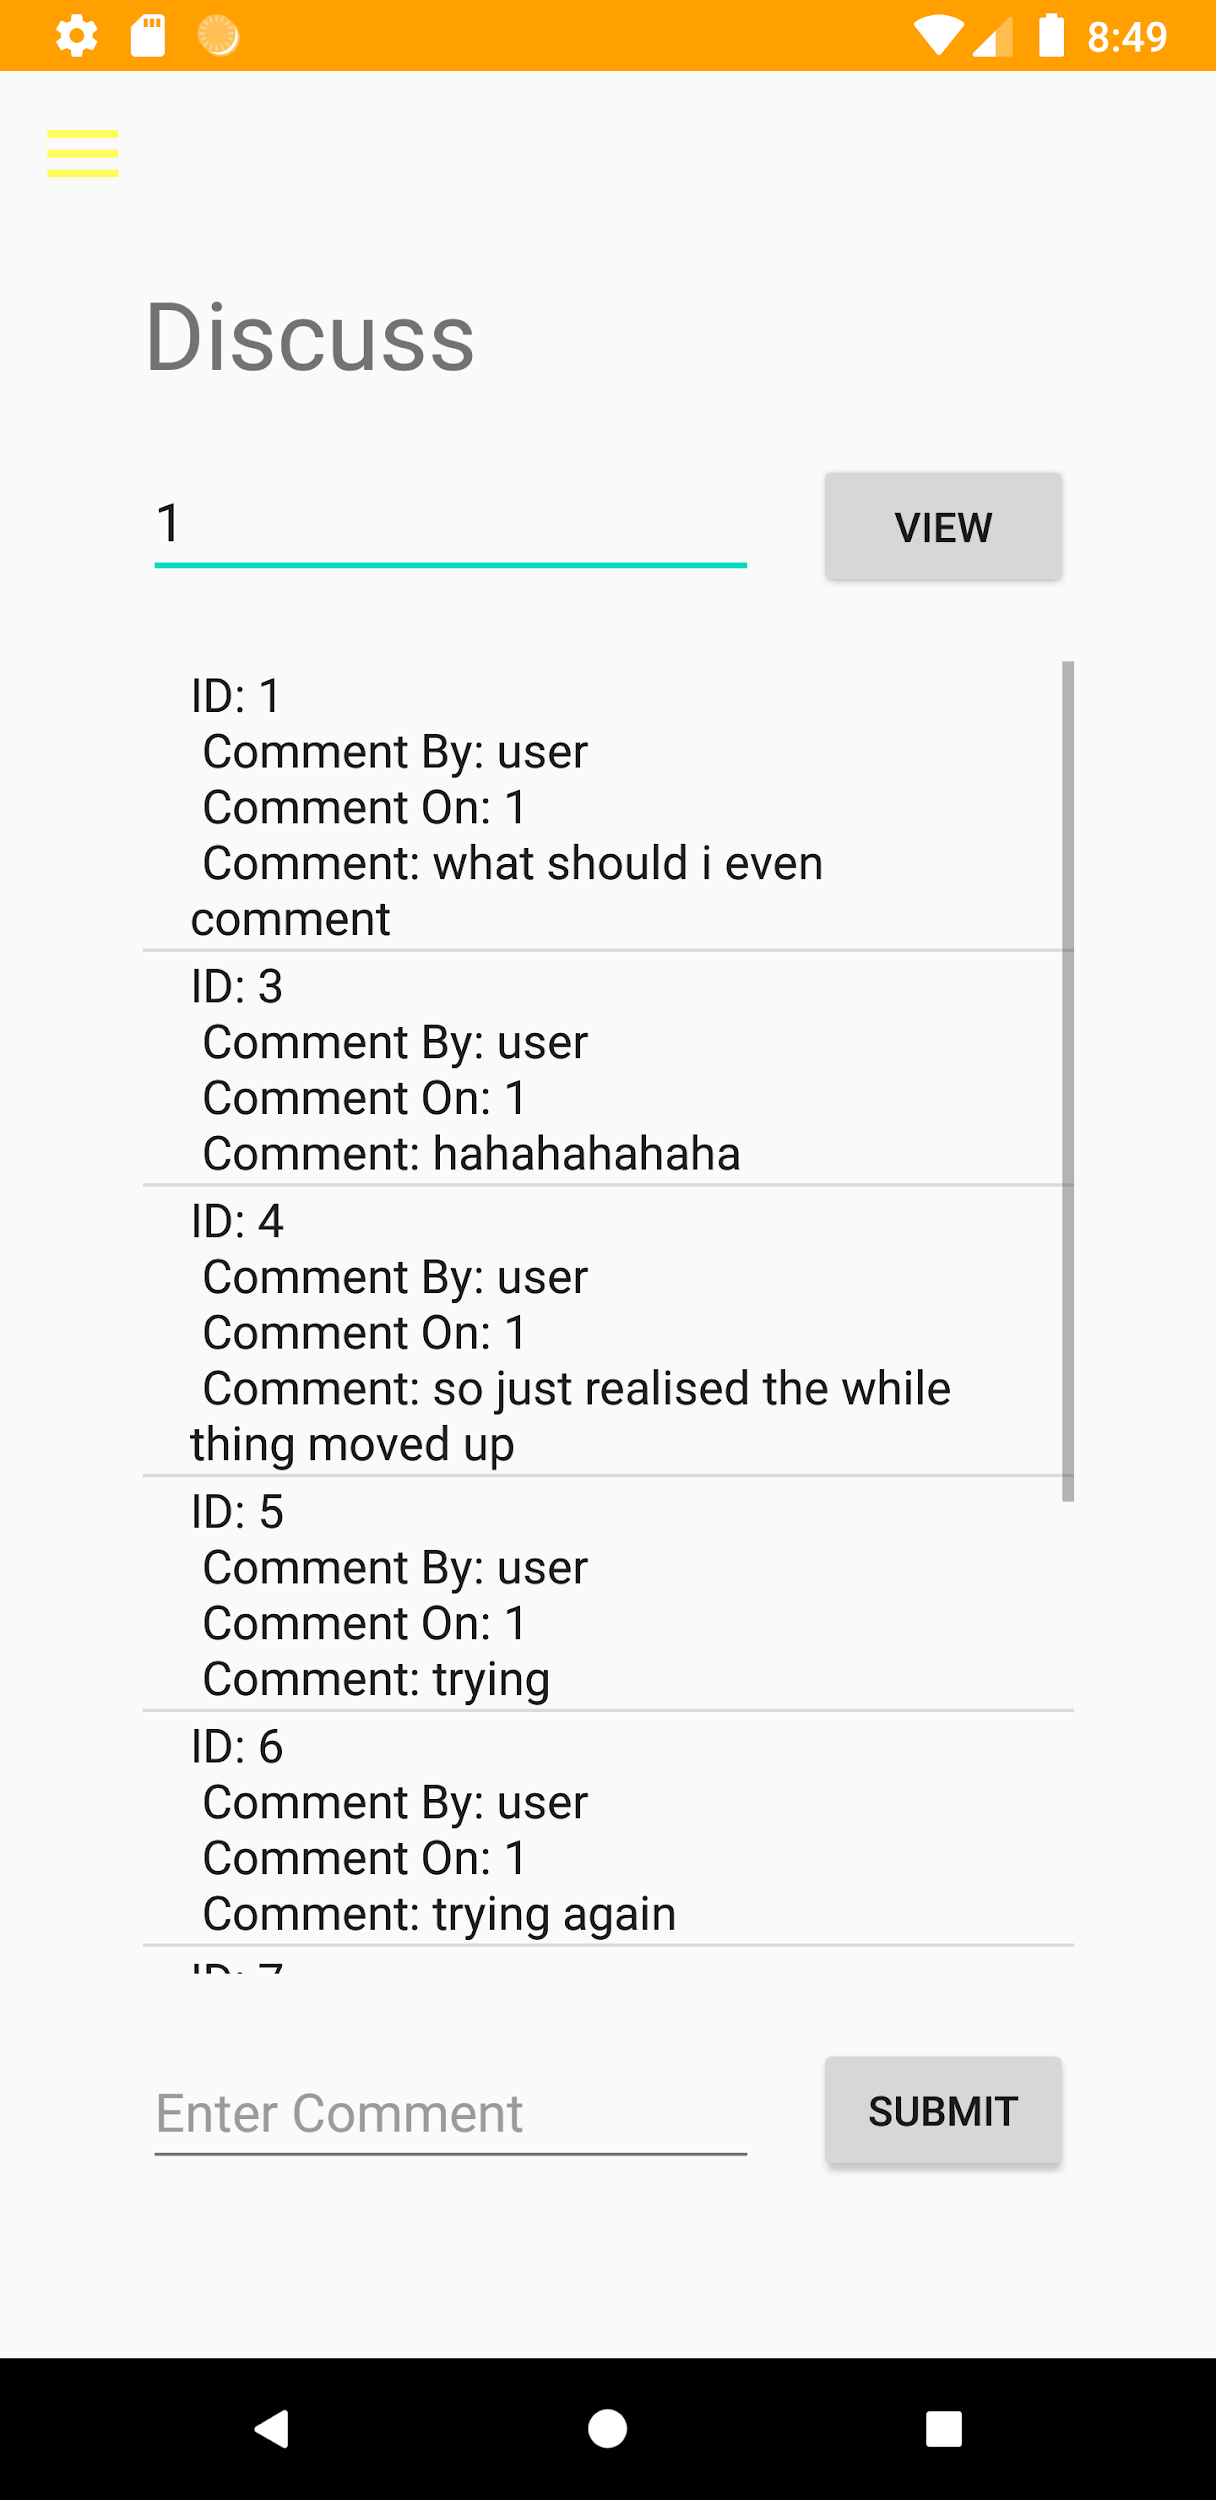 8:49
Discuss
1
VIEW
ID: 1
Comment By: user
Comment On: 1
Comment: what should i even
comment
ID: 3
Comment By: user
Comment On: 1
Comment: hahahahahaha
ID: 4
Comment By: user
Comment On: 1
Comment: so just realised the while
thing moved up
ID: 5
Comment By: user
Comment On: 1
Comment: trying
ID: 6
Comment By: user
Comment On: 1
Comment: trying again
ID: 7
Enter Comment
SUBMIT